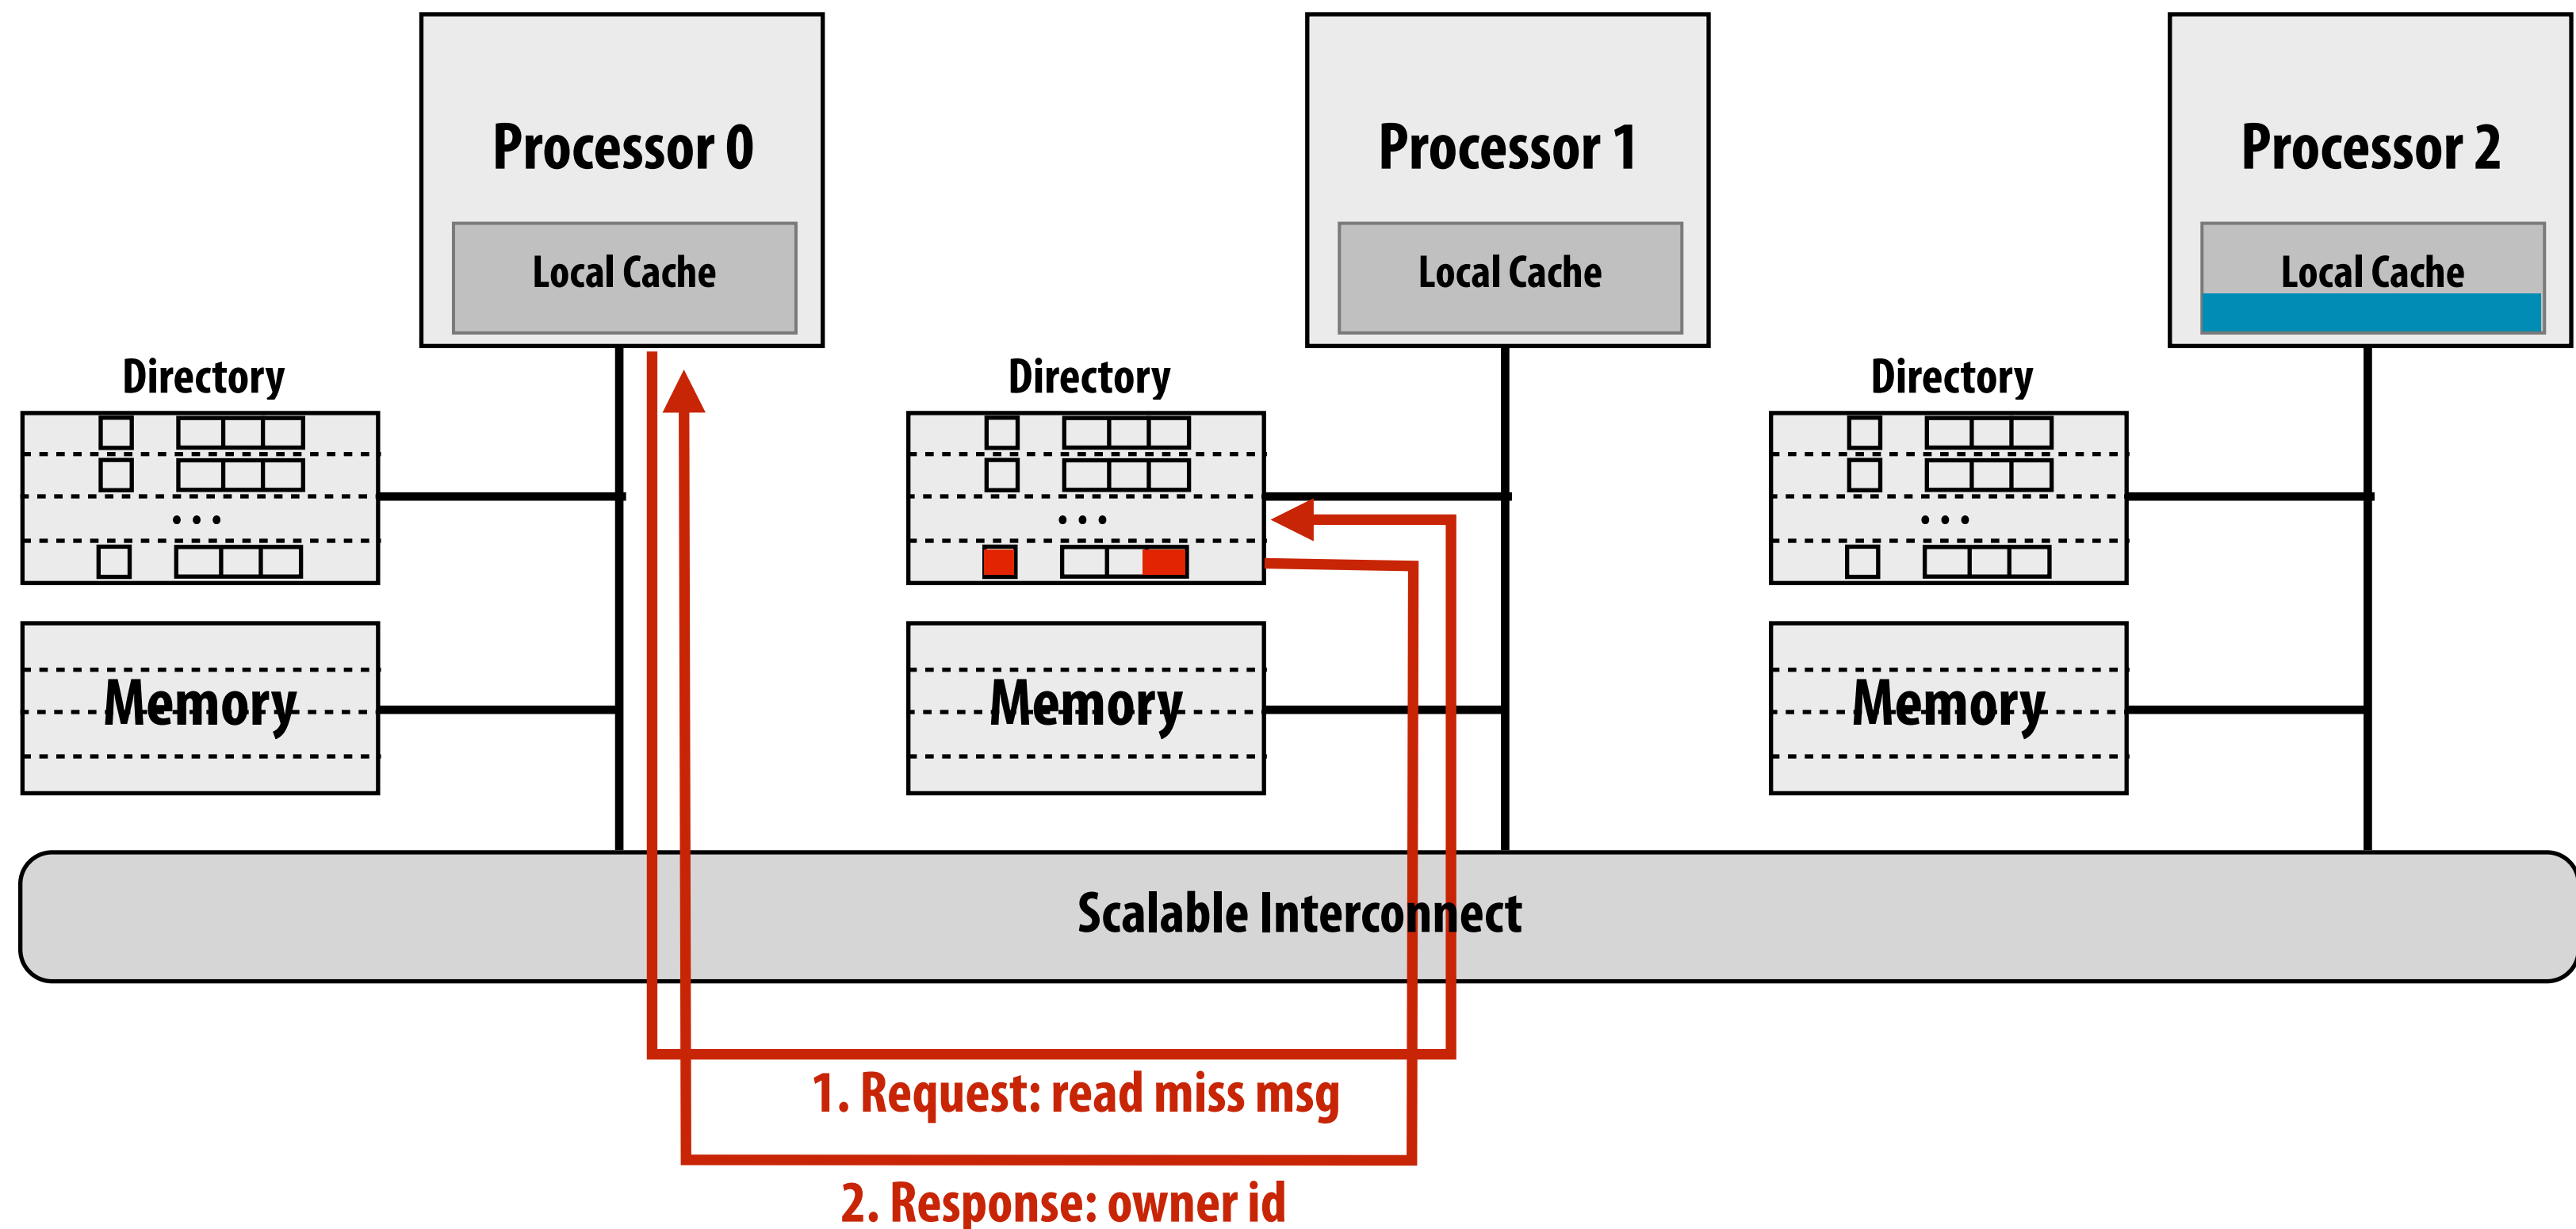 Processor 0
Processor 1
Processor 2
Local Cache
Local Cache
Local Cache
Directory
Directory
Directory
• • •
• • •
• • •
Memory
Memory
Memory
Scalable Interconnect
1. Request: read miss msg
2. Response: owner id